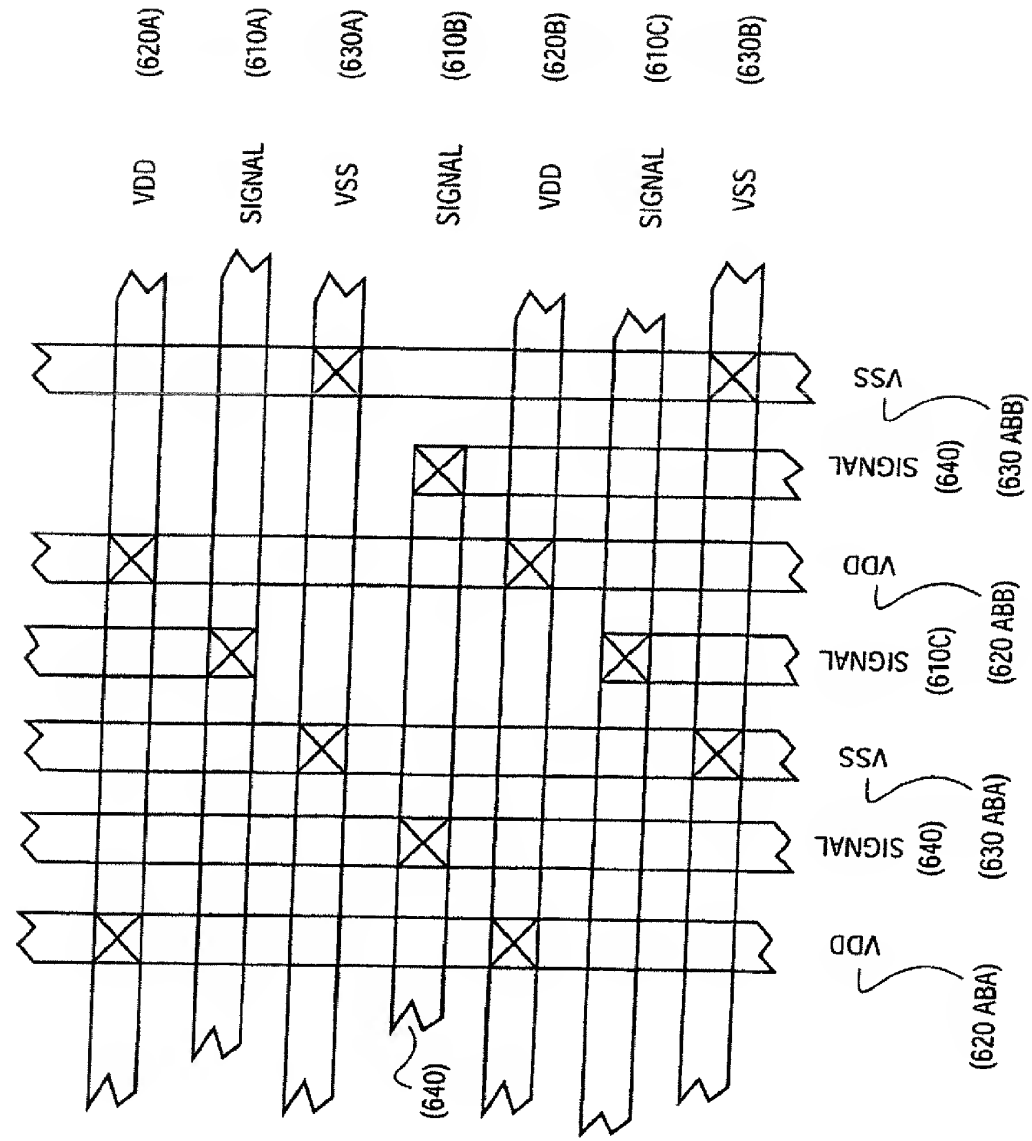 VDD (620A)
SIGNAL (610A)
VSS (630A)
SIGNAL (610B)
VDD (620B)
SIGNAL (610C)
VSS (630B)
VSS
(630 ABB)
SIGNAL
(640)
VDD
(620 ABB)
SIGNAL
(610C)
VSS
(630 ABA)
SIGNAL
(640)
VDD
(620 ABA)
(640)